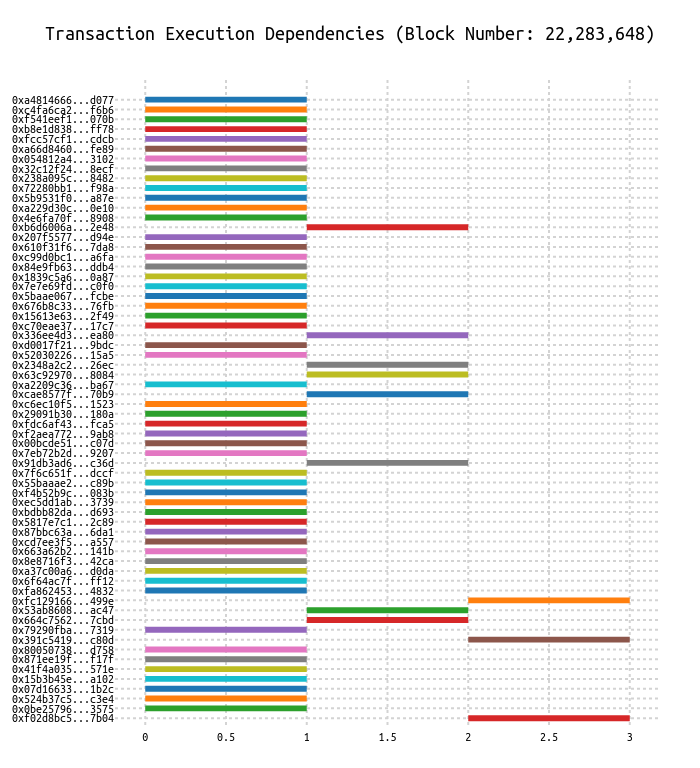 Transaction Execution Dependencies (Block Number: 22,283,648)
0xa4814666...d077
0xc4fa6ca2...f6b6
0xf541eef1...070b
0xb8e1d838...ff78
0xfcc57cf1...cdcb
0xa66d8460...fe89
0x054812a4...3102
0x32c12f24...8ecf
0x238a095c...8482
0x72280bb1...f98a
0x5b9531f0...a87e
0xa229d30c...0e10
0x4e6fa70f...8908
0xb6d6006a...2e48
0x207f5577...d94e
0x610f31f6...7da8
0xc99d0bc1...a6fa
0x84e9fb63...ddb4
0x1839c5a6...0a87
0x7e7e69fd...c0f0
0x5baae067...fcbe
0x676b8c33...76fb
0x15613e63...2f49
0xc70eae37...17c7
0x336ee4d3...ea80
0xd0017f21...9bdc
0x52030226...15a5
0x2348a2c2...26ec
0x63c92970...8084
0xa2209c36...ba67
0xcae8577f...70b9
0xc6ec10f5...1523
0x29091b30...180a
0xfdc6af43...fca5
0xf2aea772...9ab8
0x00bcde51...c07d
0x7eb72b2d...9207
0x91db3ad6...c36d
0x7f6c651f...dccf
0x55baaae2...c89b
0xf4b52b9c...083b
0xec5dd1ab...3739
0xbdbb82da...d693
0x5817e7c1...2c89
0x87bbc63a...6da1
0xcd7ee3f5...a557
0x663a62b2...141b
0x8e8716f3...42ca
0xa37c00a6...d0da
0x6f64ac7f...ff12
0xfa862453...4832
0xfc129166...499e
0x53ab8608...ac47
0x664c7562...7cbd
0x79290fba...7319
0x391c5419...c80d
0x80050738...d758
0x871ee19f...f17f
0x41f4a035...571e
0x15b3b45e...a102
0x07d16633...1b2c
0x524b37c5...c3e4
0x0be25796...3575
0xf02d8bc5...7b04
0 0.5 1 1.5 2 2.5 3